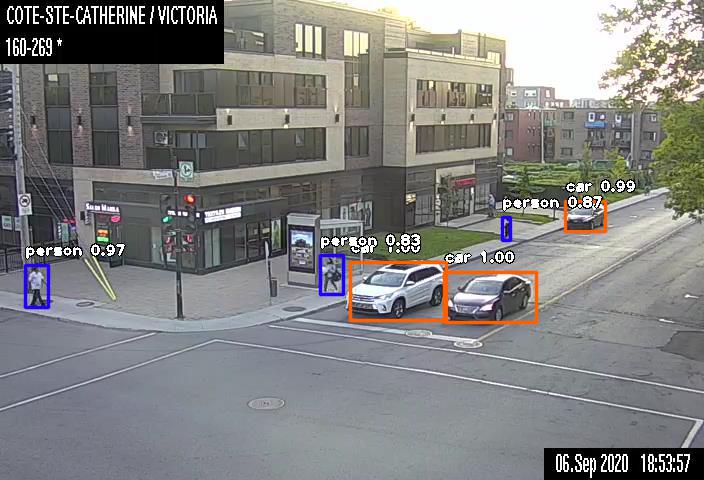 COTE-STE-CATHERINE / VICTORIA
160-269 *
person 0.97
person 0.83
car 1.00
car 1.00
person 0.87
car 0.99
06.Sep 2020 18:53:57